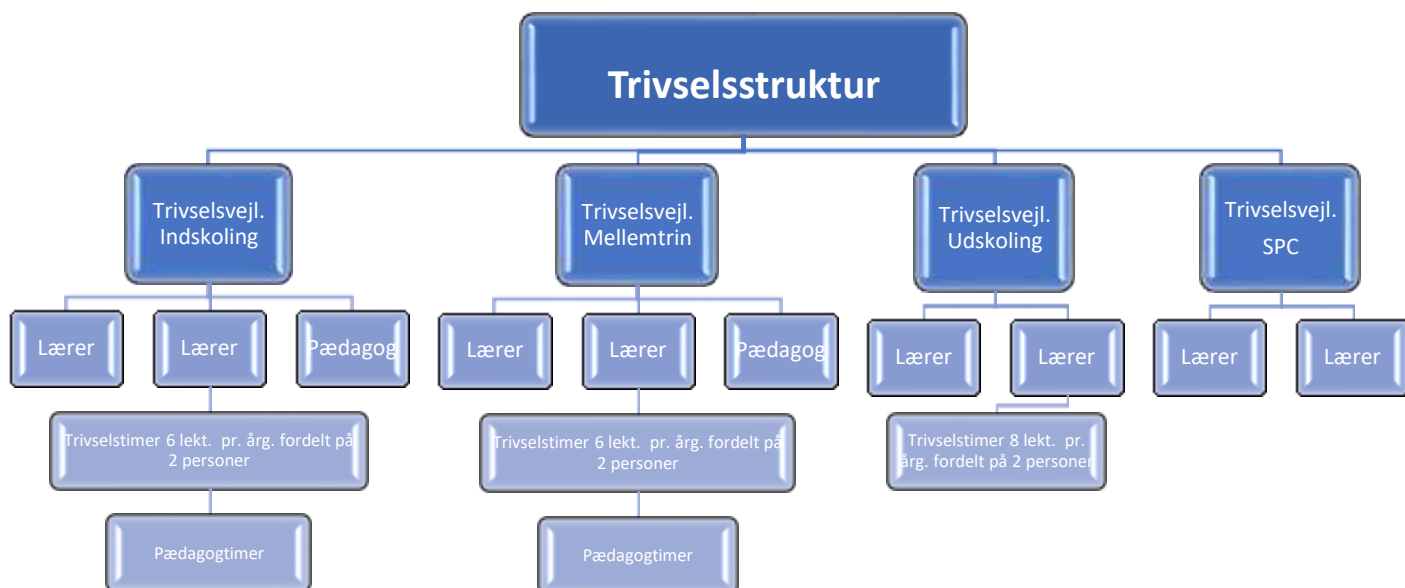 Trivselsstruktur
Trivselsvejl.
Indskoling
Trivselsvejl.
Mellemtrin
Trivselsvejl.
Udskoling
Trivselsvejl.
SPC
Lærer
Lærer
Pædagog
Lærer
Lærer
Pædagog
Lærer
Lærer
Lærer
Lærer
Trivselstimer 6 lekt. pr. årg. fordelt på
2 personer
Trivselstimer 6 lekt. pr. årg. fordelt på
2 personer
Trivselstimer 8 lekt. pr.
årg. fordelt på 2 personer
Pædagogtimer
Pædagogtimer